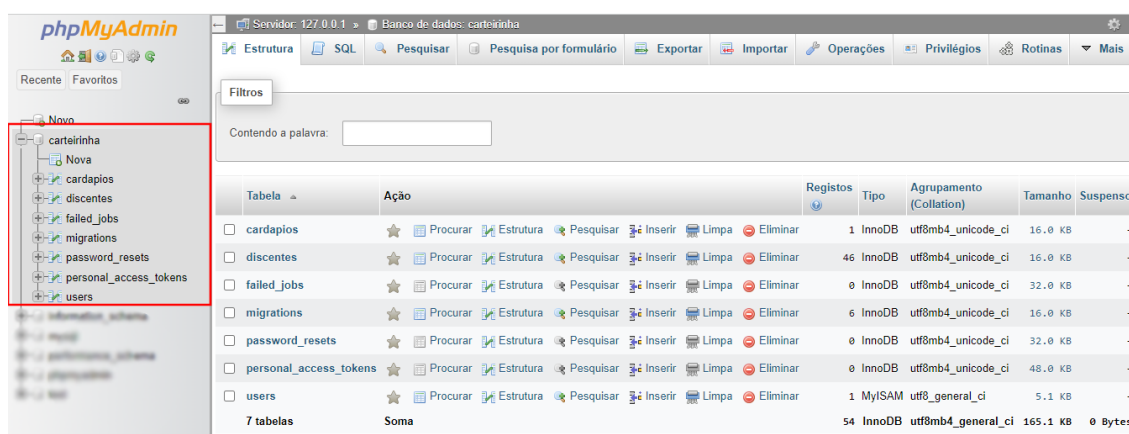 phpMyAdmin
Recente Favoritos
Novo
carteirinha
Nova
cardapios
discentes
failed_jobs
migrations
password_resets
personal_access_tokens
users
Servidor: 127.0.0.1 » Banco de dados: carteirinha
Estrutura SQL Pesquisar Pesquisa por formulário Exportar Importar Operações Privilégios Rotinas Mais
Filtros
Contendo a palavra:
Tabela Ação Registos Tipo Agrupamento (Collation) Tamanho Suspenso
cardapios Procurar Estrutura Pesquisar Inserir Limpa Eliminar 1 InnoDB utf8mb4_unicode_ci 16.0 KB -
discentes Procurar Estrutura Pesquisar Inserir Limpa Eliminar 46 InnoDB utf8mb4_unicode_ci 16.0 KB -
failed_jobs Procurar Estrutura Pesquisar Inserir Limpa Eliminar 0 InnoDB utf8mb4_unicode_ci 32.0 KB -
migrations Procurar Estrutura Pesquisar Inserir Limpa Eliminar 6 InnoDB utf8mb4_unicode_ci 16.0 KB -
password_resets Procurar Estrutura Pesquisar Inserir Limpa Eliminar 0 InnoDB utf8mb4_unicode_ci 32.0 KB -
personal_access_tokens Procurar Estrutura Pesquisar Inserir Limpa Eliminar 0 InnoDB utf8mb4_unicode_ci 48.0 KB -
users Procurar Estrutura Pesquisar Inserir Limpa Eliminar 1 MyISAM utf8_general_ci 5.1 KB -
7 tabelas Soma 54 InnoDB utf8mb4_general_ci 165.1 KB 0 Bytes